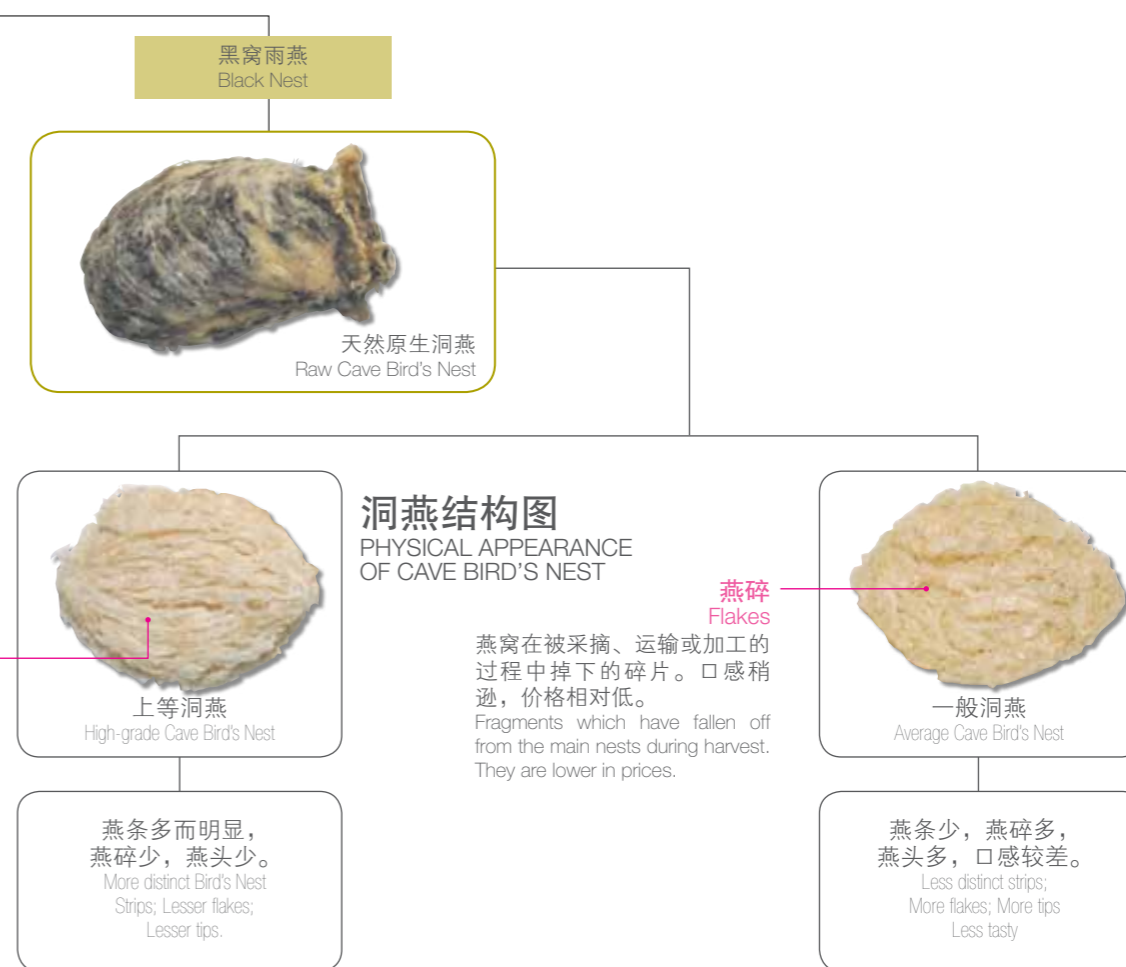 黑窝雨燕
Black Nest
天然原生洞燕
Raw Cave Bird's Nest
洞燕结构图
PHYSICAL APPEARANCE
OF CAVE BIRD'S NEST
上等洞燕
High-grade Cave Bird's Nest
燕条多而明显，
燕碎少，燕头少。
More distinct Bird's Nest
Strips; Lesser flakes;
Lesser tips.
燕碎
Flakes
燕窝在被采摘、运输或加工的
过程中掉下的碎片。口感稍
逊，价格相对低。
Fragments which have fallen off
from the main nests during harvest.
They are lower in prices.
一般洞燕
Average Cave Bird's Nest
燕条少，燕碎多，
燕头多，口感较差。
Less distinct strips;
More flakes; More tips
Less tasty